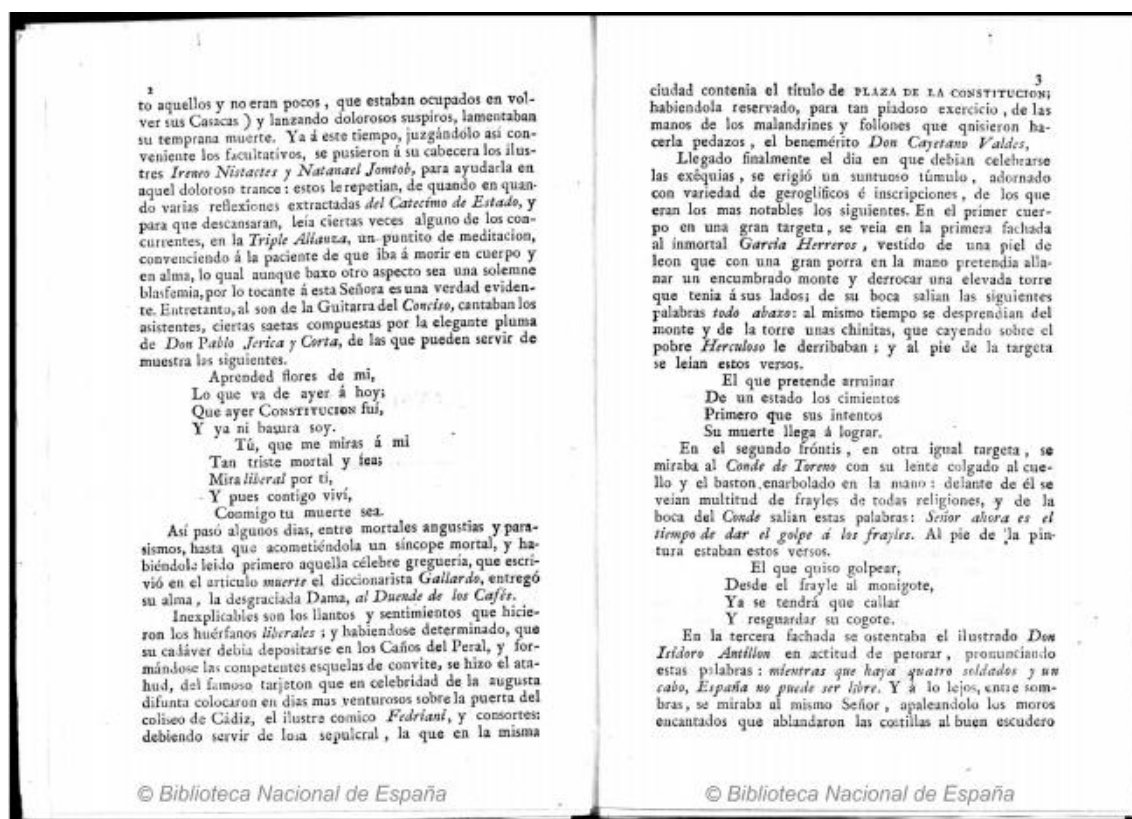 2
to aquellos y no eran pocos, que estaban ocupados en vol-
ver sus Casacas) y lanzando dolorosos suspiros, lamentaban
su temprana muerte. Ya á este tiempo, juzgándolo asi con-
veniente los facultativos, se pusieron á su cabecera los ilus-
tres Ireneo Nistactes y Natanael Jomtob, para ayudarla en
aquel doloroso trance: estos le repetian, de quando en quan-
do varias reflexiones extractadas del Catecimo de Estado, y
para que descansaran, leía ciertas veces alguno de los con-
currentes, en la Triple Alianza, un puntito de meditacion,
convenciendo á la paciente de que iba á morir en cuerpo y
en alma, lo qual aunque baxo otro aspecto sea una solemne
blasfemia, por lo tocante á esta Señora es una verdad eviden-
te. Entretanto, al son de la Guitarra del Conciso, cantaban los
asistentes, ciertas saetas compuestas por la elegante pluma
de Don Pablo Jerica y Corta, de las que pueden servir de
muestra las siguientes.
Aprended flores de mi,
Lo que va de ayer á hoy;
Que ayer CONSTITUCION fuí,
Y ya ni basura soy.
Tú, que me miras á mi
Tan triste mortal y fea;
Mira liberal por ti,
Y pues contigo viví,
Conmigo tu muerte sea.
Así pasó algunos dias, entre mortales angustias y para-
sismos, hasta que acometiéndola un síncope mortal, y ha-
biéndole leido primero aquella célebre greguería, que escri-
vió en el articulo muerte el diccionarista Gallardo, entregó
su alma, la desgraciada Dama, al Duende de los Cafés.
Inexplicables son los llantos y sentimientos que hicie-
ron los huérfanos liberales; y habiendose determinado, que
su cadáver debia depositarse en los Caños del Peral, y for-
mándose las competentes esquelas de convite, se hizo el ata-
hud, del famoso tarjeton que en celebridad de la augusta
difunta colocaron en dias mas venturosos sobre la puerta del
coliseo de Cádiz, el ilustre comico Fedriani, y consortes:
debiendo servir de losa sepulcral, la que en la misma
© Biblioteca Nacional de España
3
ciudad contenia el título de PLAZA DE LA CONSTITUCION;
habiendola reservado, para tan piadoso exercicio, de las
manos de los malandrines y follones que qnisieron ha-
cerla pedazos, el benemérito Don Cayetano Valdes,
Llegado finalmente el dia en que debian celebrarse
las exêquias, se erigió un suntuoso túmulo, adornado
con variedad de geroglificos é inscripciones, de los que
eran los mas notables los siguientes. En el primer cuer-
po en una gran targeta, se veia en la primera fachada
al inmortal García Herreros, vestido de una piel de
leon que con una gran porra en la mano pretendia alla-
nar un encumbrado monte y derrocar una elevada torre
que tenia á sus lados; de su boca salian las siguientes
palabras todo abaxo: al mismo tiempo se desprendian del
monte y de la torre unas chinitas, que cayendo sobre el
pobre Herculoso le derribaban; y al pie de la targeta
se leian estos versos.
El que pretende arruinar
De un estado los cimientos
Primero que sus intentos
Su muerte llega á lograr.
En el segundo fróntis, en otra igual targeta, se
miraba al Conde de Toreno con su lente colgado al cue-
llo y el baston enarbolado en la mano: delante de él se
veian multitud de frayles de todas religiones, y de la
boca del Conde salian estas palabras: Señor ahora es el
tiempo de dar el golpe á los frayles. Al pie de la pin-
tura estaban estos versos.
El que quiso golpear,
Desde el frayle al monigote,
Ya se tendrá que callar
Y resguardar su cogote.
En la tercera fachada se ostentaba el ilustrado Don
Isidoro Antillon en actitud de perorar, pronunciando
estas palabras: mientras que haya quatro soldados y un
cabo, España no puede ser libre. Y á lo lejos, entre som-
bras, se miraba al mismo Señor, apaleandolo los moros
encantados que ablandaron las costillas al buen escudero
© Biblioteca Nacional de España